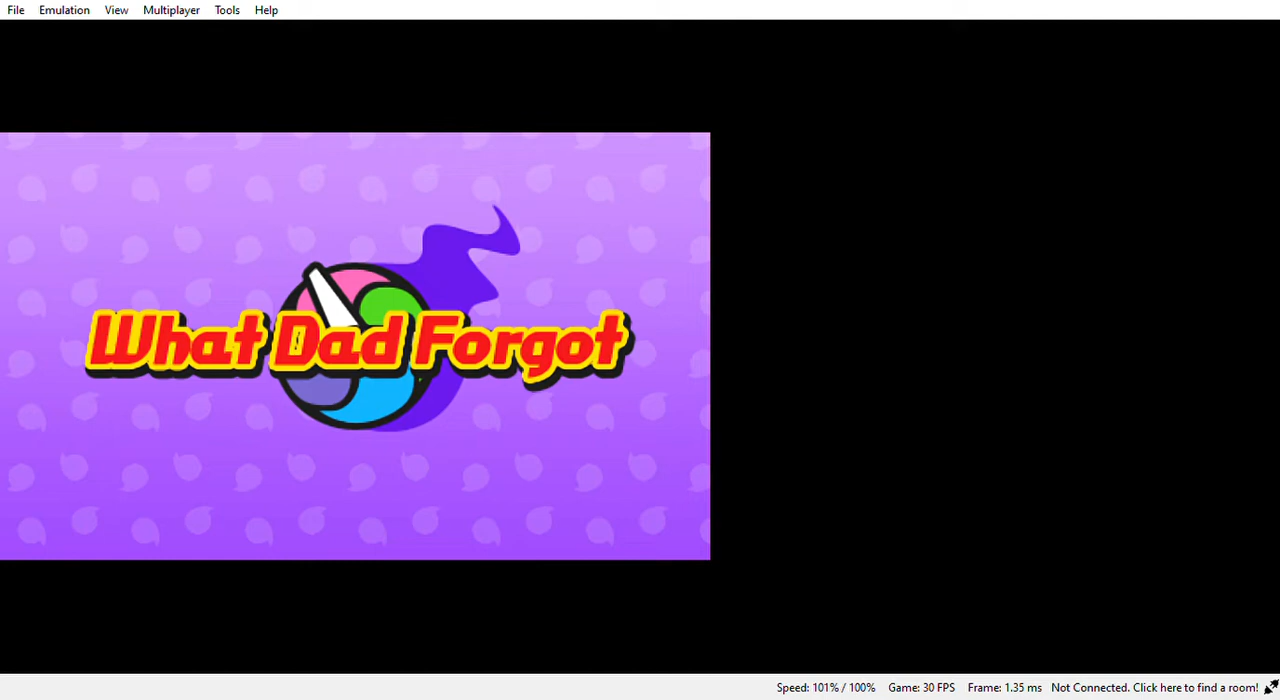 File Emulation View Multiplayer Tools Help
What Dad Forgot
Speed: 101% / 100% Game: 30 FPS Frame: 1.35 ms Not Connected. Click here to find a room!